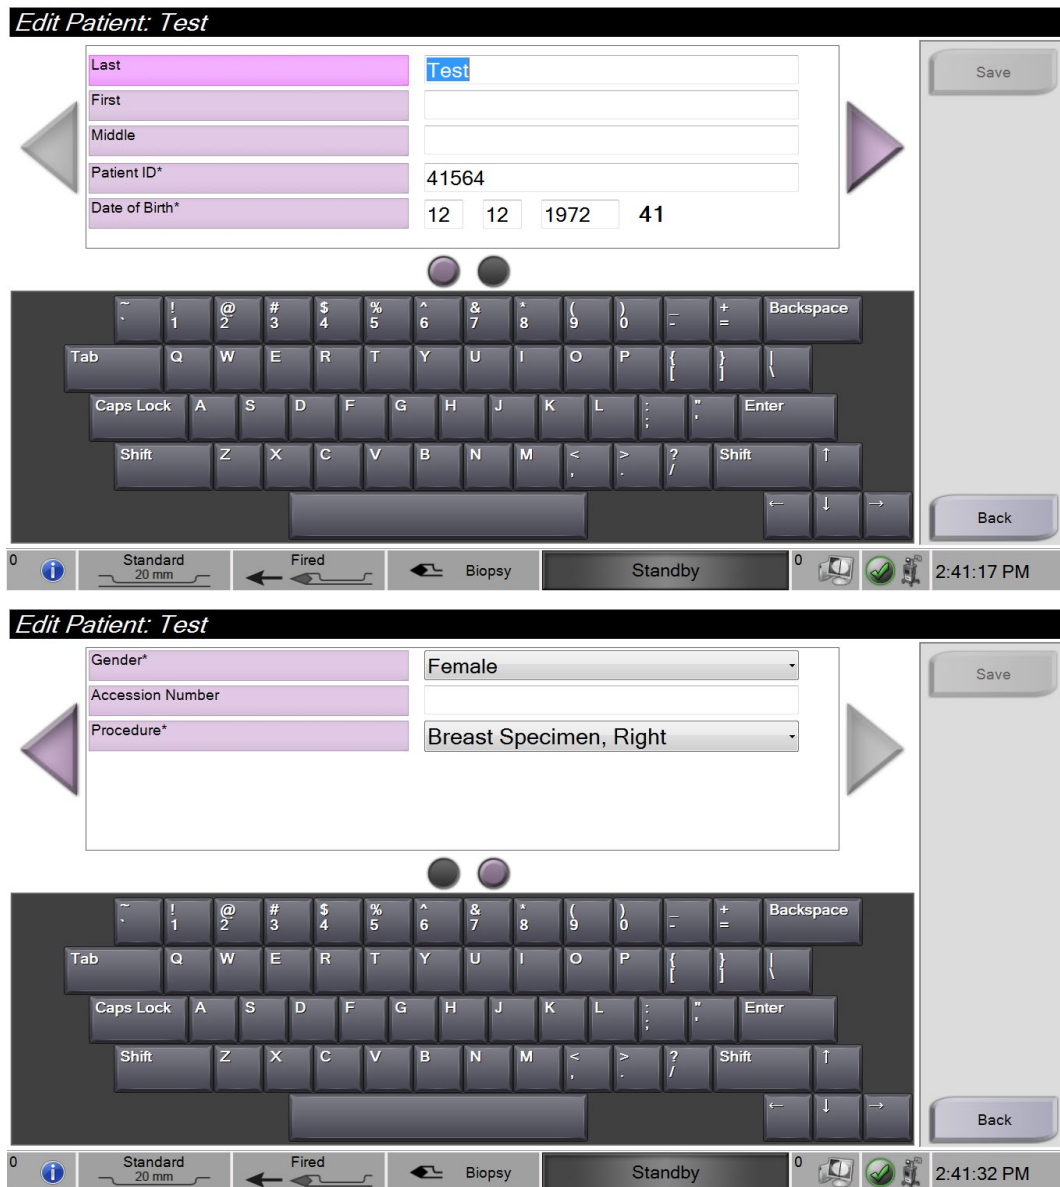 Edit Patient: Test
Last Test
First
Middle
Patient ID* 41564
Date of Birth* 12 12 1972 41
Save
~ ! @ # $ % ^ & * ( ) _ + Backspace
` 1 2 3 4 5 6 7 8 9 0 - =
Tab Q W E R T Y U I O P { } |
[ ] \
Caps Lock A S D F G H J K L : " Enter
; '
Shift Z X C V B N M < > ? Shift ↑
, . /
← ↓ →
Back
0 Standard Fired Biopsy Standby 0 2:41:17 PM
20 mm
Edit Patient: Test
Gender* Female
Accession Number
Procedure* Breast Specimen, Right
Save
~ ! @ # $ % ^ & * ( ) _ + Backspace
` 1 2 3 4 5 6 7 8 9 0 - =
Tab Q W E R T Y U I O P { } |
[ ] \
Caps Lock A S D F G H J K L : " Enter
; '
Shift Z X C V B N M < > ? Shift ↑
, . /
← ↓ →
Back
0 Standard Fired Biopsy Standby 0 2:41:32 PM
20 mm